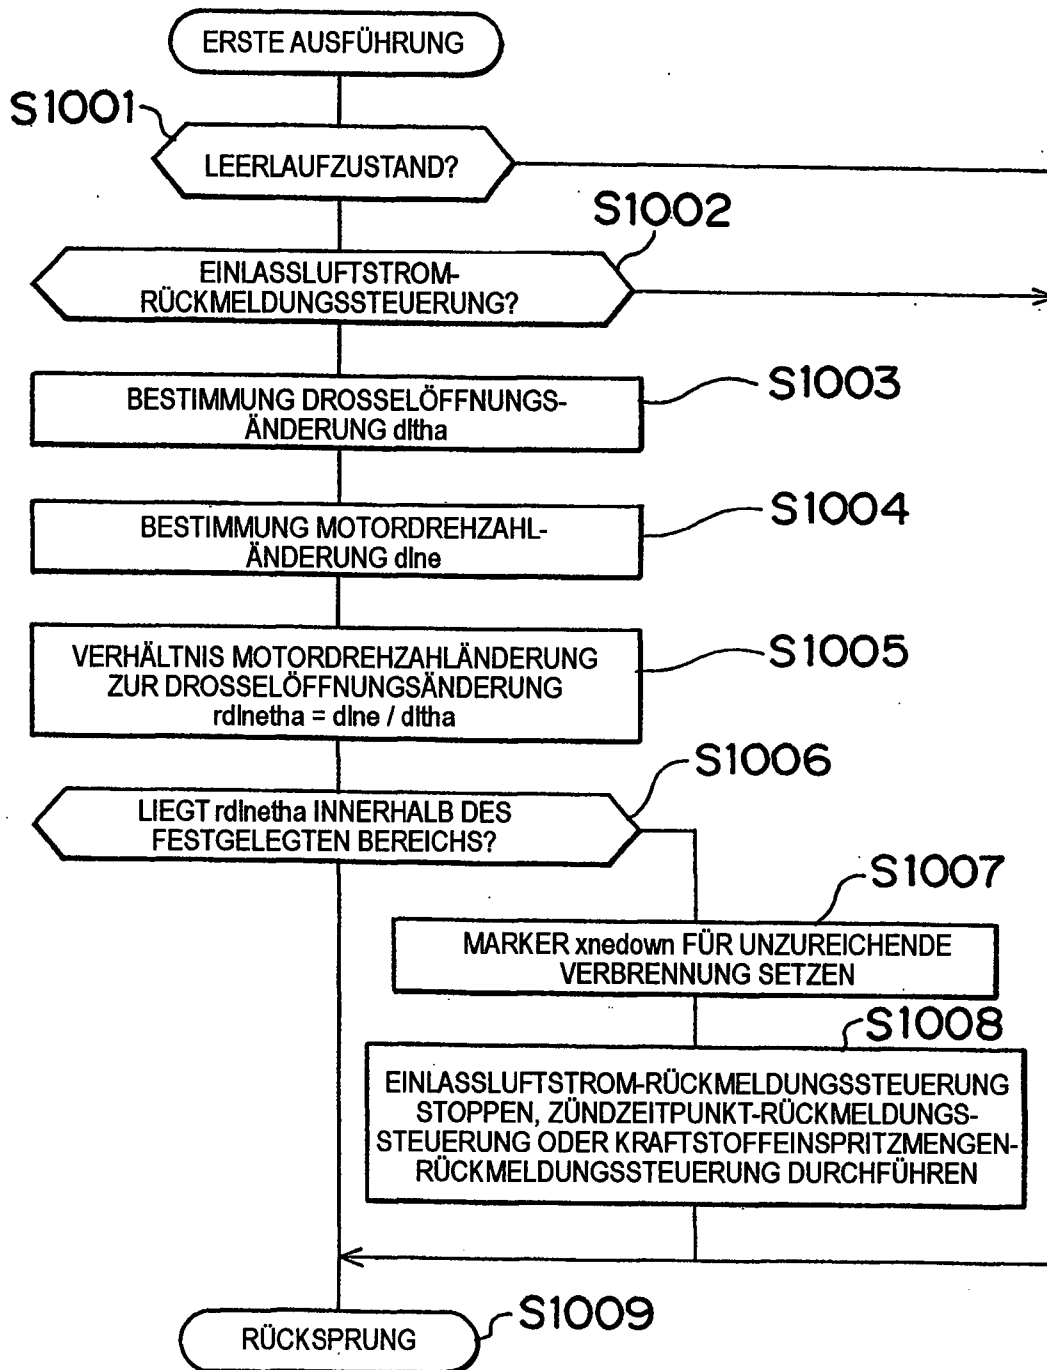 ERSTE AUSFÜHRUNG
S1001
LEERLAUFZUSTAND?
S1002
EINLASSLUFTSTROM-
RÜCKMELDUNGSSTEUERUNG?
S1003
BESTIMMUNG DROSSELÖFFNUNGS-
ÄNDERUNG dltha
S1004
BESTIMMUNG MOTORDREHZAHL-
ÄNDERUNG dlne
S1005
VERHÄLTNIS MOTORDREHZAHLÄNDERUNG
ZUR DROSSELÖFFNUNGSÄNDERUNG
rdlnetha = dlne / dltha
S1006
LIEGT rdlnetha INNERHALB DES
FESTGELEGTEN BEREICHS?
S1007
MARKER xnedown FÜR UNZUREICHENDE
VERBRENNUNG SETZEN
S1008
EINLASSLUFTSTROM-RÜCKMELDUNGSSTEUERUNG
STOPPEN, ZÜNDZEITPUNKT-RÜCKMELDUNGS-
STEUERUNG ODER KRAFTSTOFFEINSPRITZMENGEN-
RÜCKMELDUNGSSTEUERUNG DURCHFÜHREN
RÜCKSPRUNG
S1009